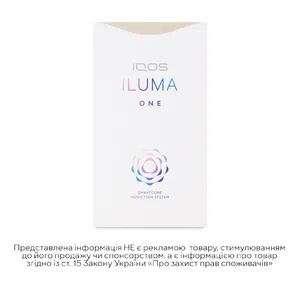 IQOS
ILUMA
ONE
SMARTCORE
INDUCTION SYSTEM
Представлена інформація НЕ є рекламою товару, стимулюванням
до його продажу чи спонсорством, а є інформацією про товар
згідно із ст. 15 Закону України «Про захист прав споживачів»